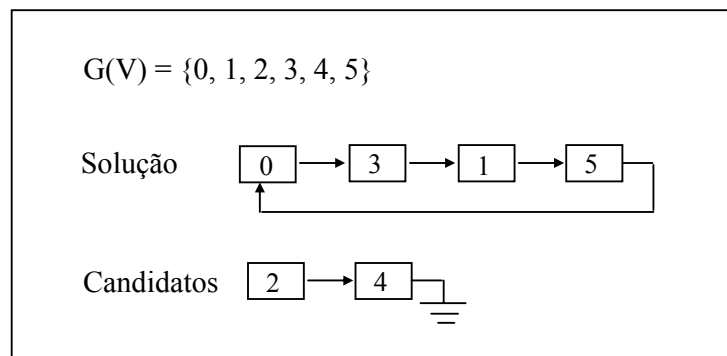 G(V) = {0, 1, 2, 3, 4, 5}
Solução 0 3 1 5
Candidatos 2 4